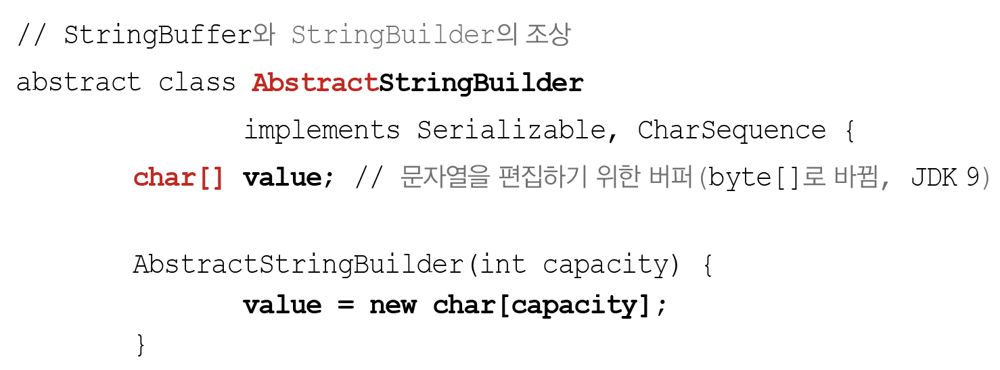 // StringBuffer와 StringBuilder의 조상
abstract class AbstractStringBuilder
implements Serializable, CharSequence {
char[] value; // 문자열을 편집하기 위한 버퍼(byte[]로 바뀜, JDK 9)
AbstractStringBuilder(int capacity) {
value = new char[capacity];
}